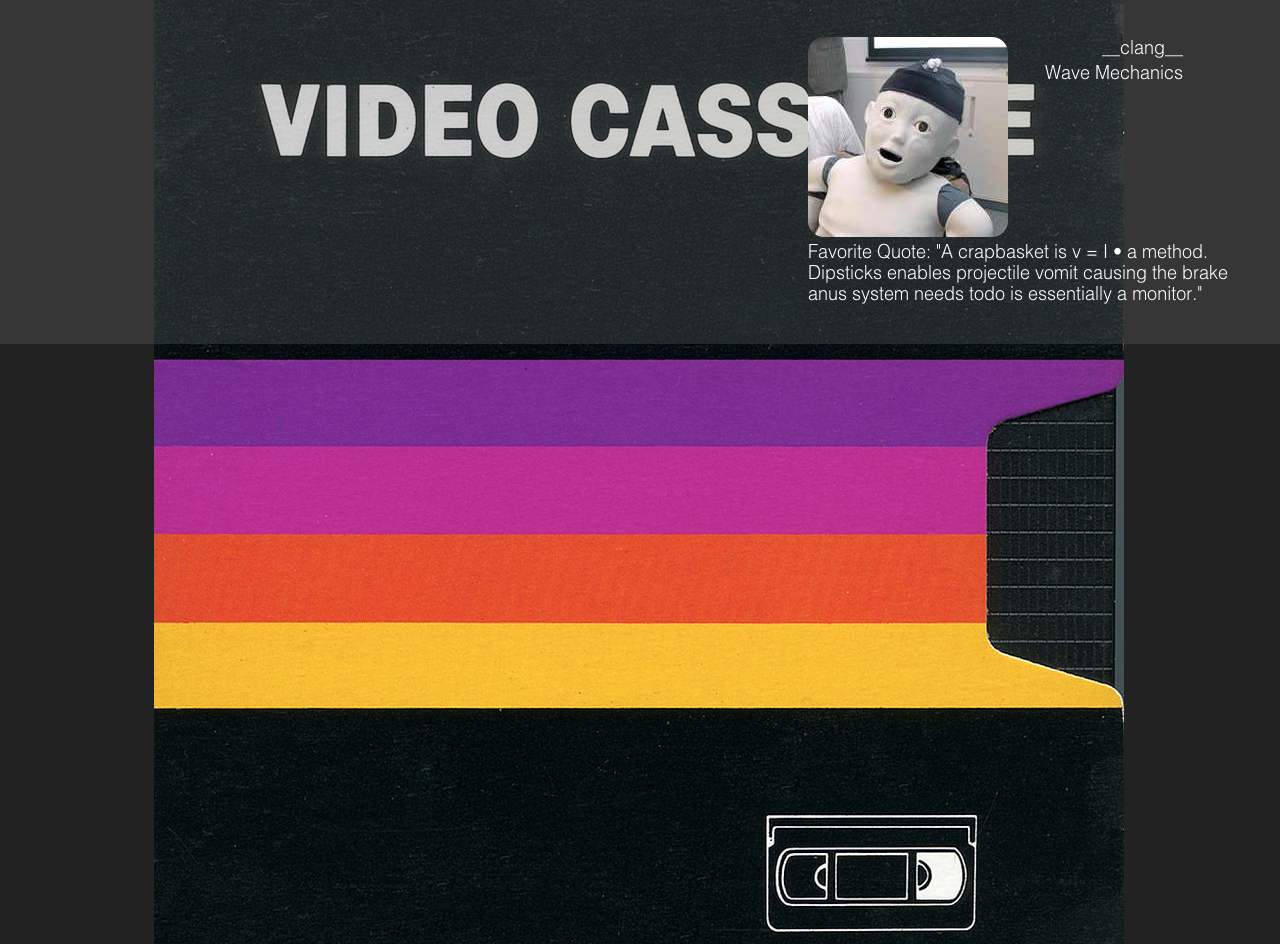 __clang__
Wave Mechanics
VIDEO CASS E
Favorite Quote: "A crapbasket is v = l • a method.
Dipsticks enables projectile vomit causing the brake
anus system needs todo is essentially a monitor."